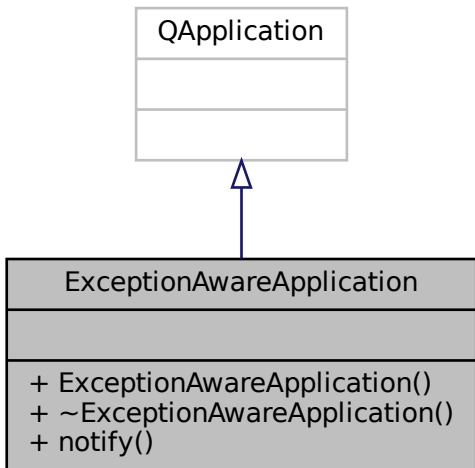 QApplication
ExceptionAwareApplication
+ ExceptionAwareApplication()
+ ~ExceptionAwareApplication()
+ notify()